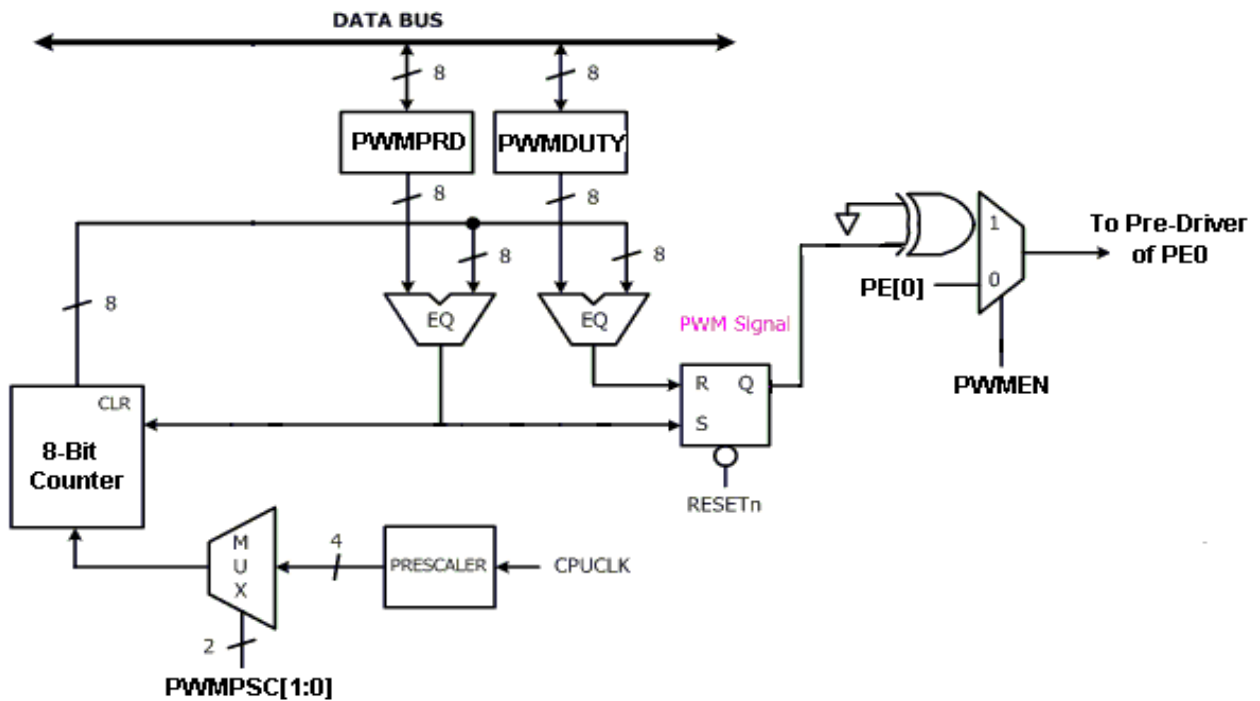 DATA BUS
8
8
PWMPRD
PWMDUTY
8
8
8
8
8
EQ
EQ
1
0
To Pre-Driver
of PE0
PE[0]
PWMEN
PWM Signal
R Q
S
RESETn
CLR
8-Bit
Counter
M
U
X
4
PRESCALER
CPUCLK
2
PWMPSC[1:0]